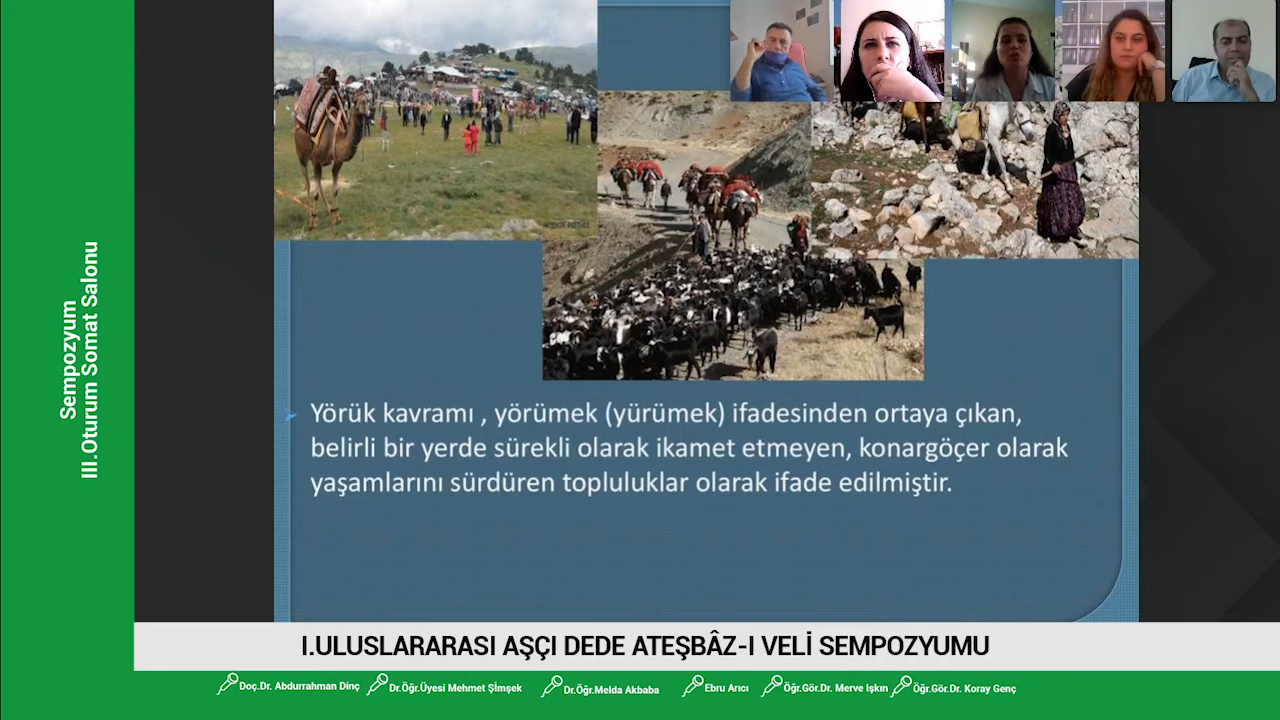 Sempozyum
III.Oturum Somat Salonu
Yörük kavramı , yörümek (yürümek) ifadesinden ortaya çıkan,
belirli bir yerde sürekli olarak ikamet etmeyen, konargöçer olarak
yaşamlarını sürdüren topluluklar olarak ifade edilmiştir.
I.ULUSLARARASI AŞÇI DEDE ATEŞBÂZ-I VELİ SEMPOZYUMU
Doç.Dr. Abdurrahman Dinç Dr.Öğr.Üyesi Mehmet Şİmşek Dr.Öğr.Melda Akbaba Ebru Arıcı Öğr.Gör.Dr. Merve Işkın Öğr.Gör.Dr. Koray Genç